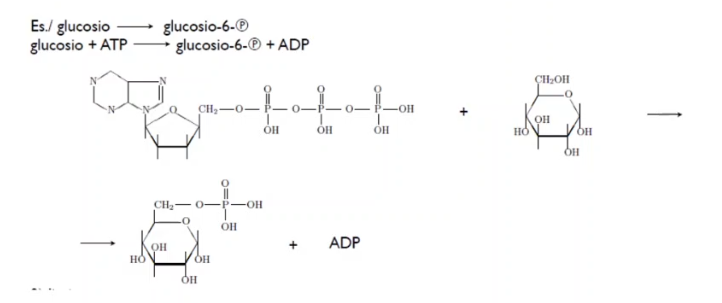 Es./ glucosio ⟶ glucosio-6-Ⓟ
glucosio + ATP ⟶ glucosio-6-Ⓟ + ADP
N N N N O CH₂—O—P—O—P—O—P—OH
O O O
OH OH OH
+
CH₂OH
O
OH
HO OH
OH
⟶
⟶
O
CH₂—O—P—OH
OH
O
OH
HO OH
OH
+ ADP